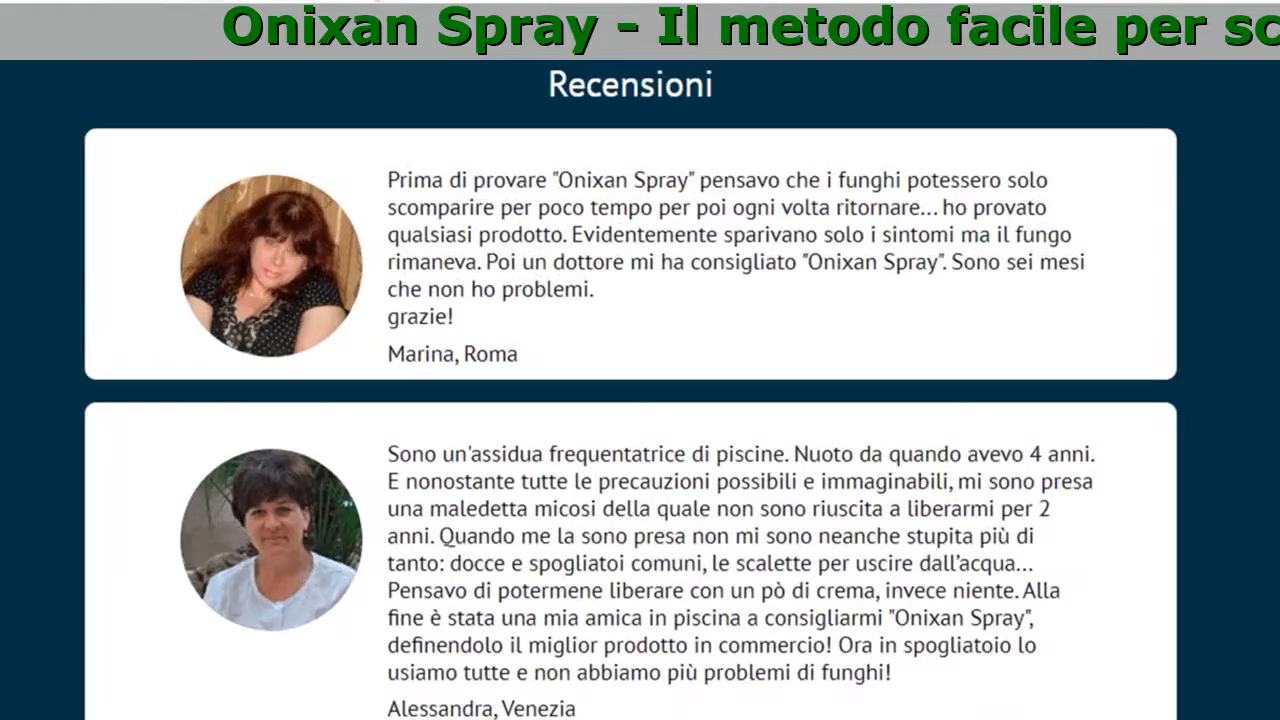 Onixan Spray - Il metodo facile per sc
Recensioni
Prima di provare "Onixan Spray" pensavo che i funghi potessero solo
scomparire per poco tempo per poi ogni volta ritornare... ho provato
qualsiasi prodotto. Evidentemente sparivano solo i sintomi ma il fungo
rimaneva. Poi un dottore mi ha consigliato "Onixan Spray". Sono sei mesi
che non ho problemi.
grazie!
Marina, Roma
Sono un'assidua frequentatrice di piscine. Nuoto da quando avevo 4 anni.
E nonostante tutte le precauzioni possibili e immaginabili, mi sono presa
una maledetta micosi della quale non sono riuscita a liberarmi per 2
anni. Quando me la sono presa non mi sono neanche stupita più di
tanto: docce e spogliatoi comuni, le scalette per uscire dall’acqua...
Pensavo di potermene liberare con un pò di crema, invece niente. Alla
fine è stata una mia amica in piscina a consigliarmi "Onixan Spray",
definendolo il miglior prodotto in commercio! Ora in spogliatoio lo
usiamo tutte e non abbiamo più problemi di funghi!
Alessandra, Venezia